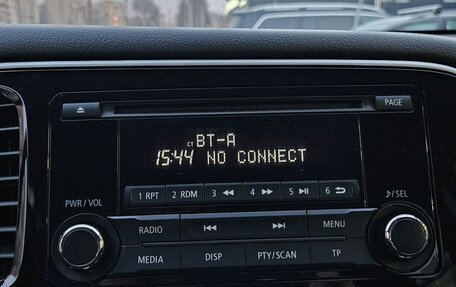 PAGE
BT-A
CT
15:44 NO CONNECT
1 RPT 2 RDM 3 4 5 6
PWR / VOL
♪/SEL
RADIO MENU
MEDIA DISP PTY/SCAN TP